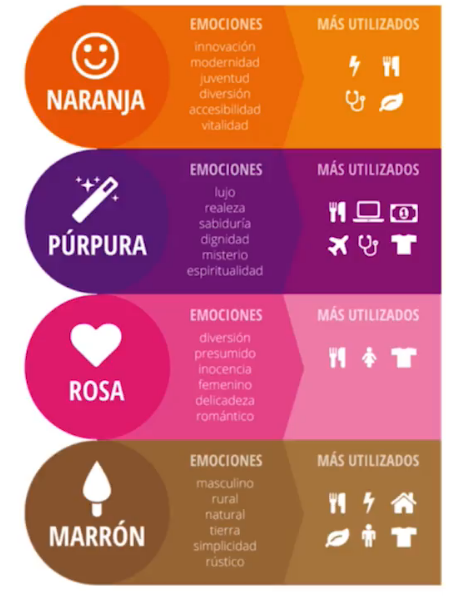 NARANJA
EMOCIONES
innovación
modernidad
juventud
diversión
accesibilidad
vitalidad
MÁS UTILIZADOS
PÚRPURA
EMOCIONES
lujo
realeza
sabiduría
dignidad
misterio
espiritualidad
MÁS UTILIZADOS
ROSA
EMOCIONES
diversión
presumido
inocencia
femenino
delicadeza
romántico
MÁS UTILIZADOS
MARRÓN
EMOCIONES
masculino
rural
natural
tierra
simplicidad
rústico
MÁS UTILIZADOS